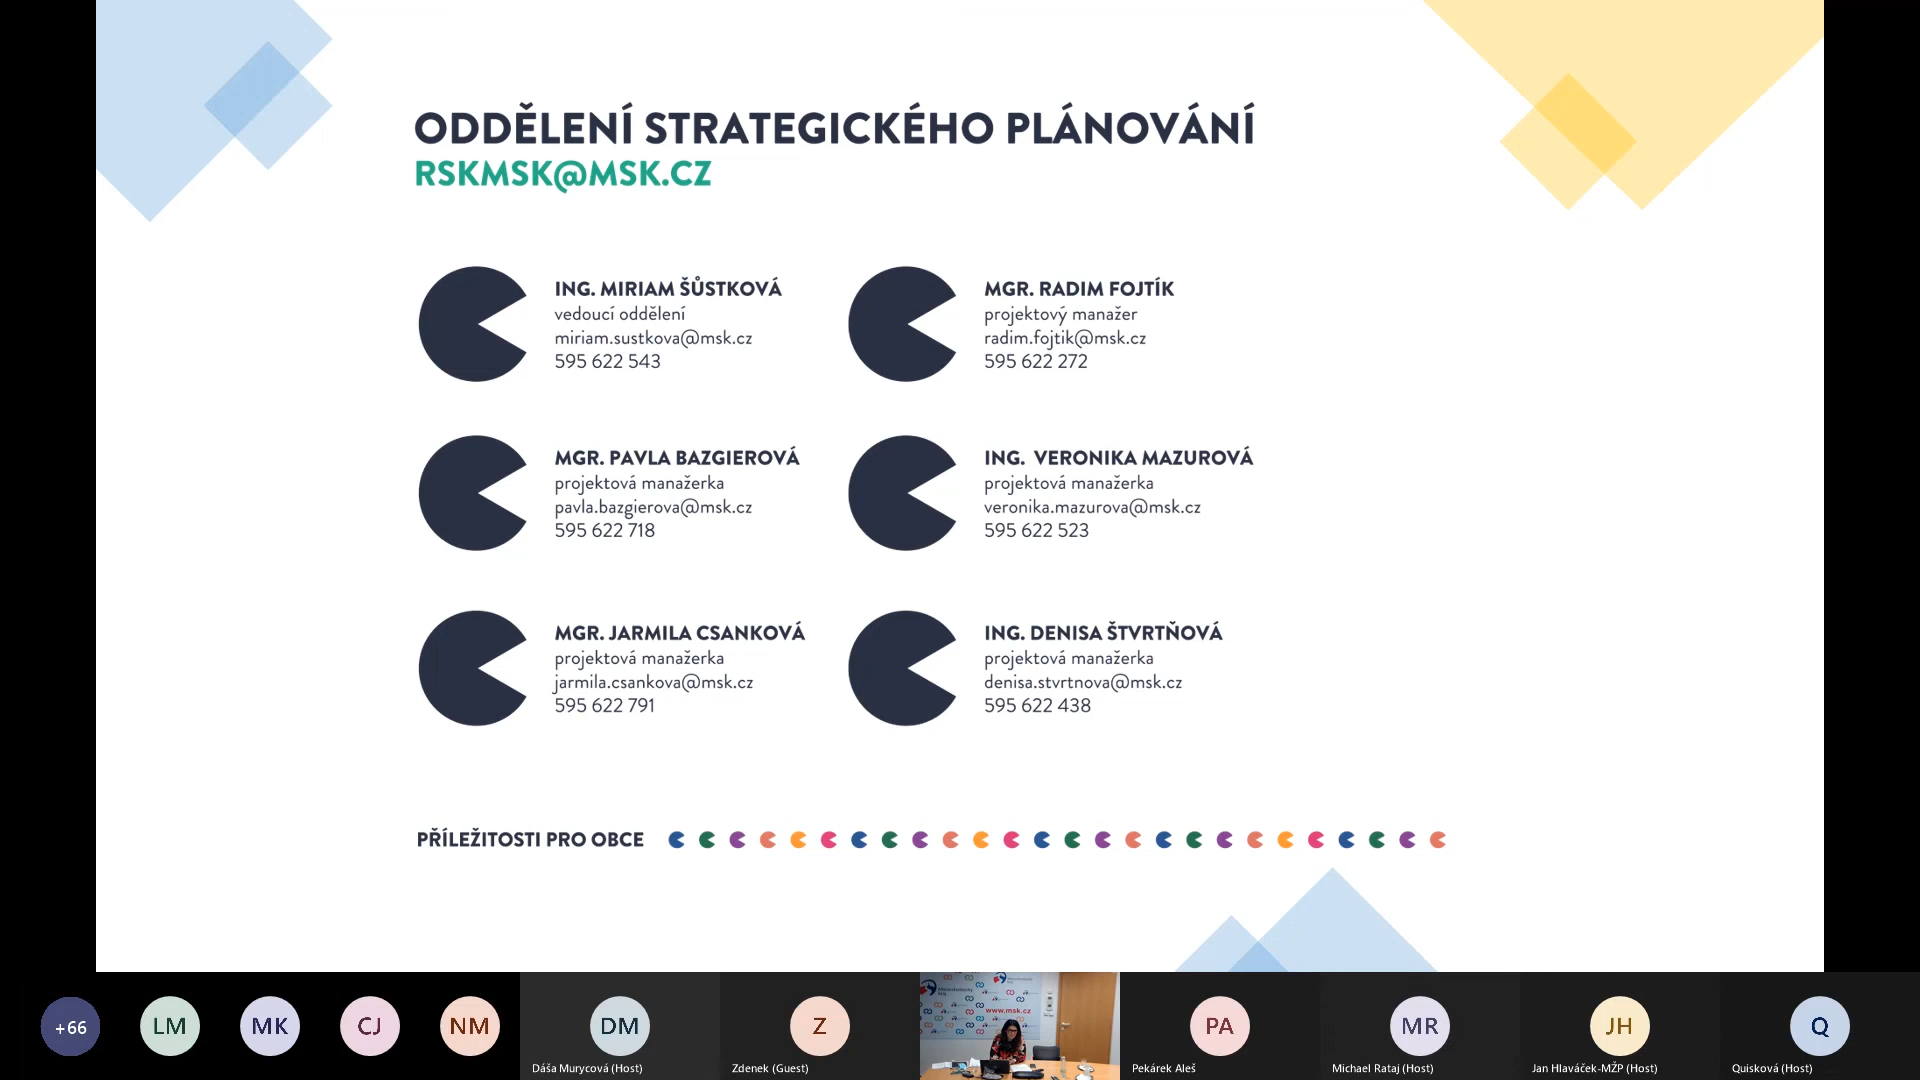 ODDĚLENÍ STRATEGICKÉHO PLÁNOVÁNÍ
RSKMSK@MSK.CZ
ING. MIRIAM ŠŮSTKOVÁ
vedoucí oddělení
miriam.sustkova@msk.cz
595 622 543
MGR. RADIM FOJTÍK
projektový manažer
radim.fojtik@msk.cz
595 622 272
MGR. PAVLA BAZGIEROVÁ
projektová manažerka
pavla.bazgierova@msk.cz
595 622 718
ING. VERONIKA MAZUROVÁ
projektová manažerka
veronika.mazurova@msk.cz
595 622 523
MGR. JARMILA CSANKOVÁ
projektová manažerka
jarmila.csankova@msk.cz
595 622 791
ING. DENISA ŠTVRTŇOVÁ
projektová manažerka
denisa.stvrtnova@msk.cz
595 622 438
PŘÍLEŽITOSTI PRO OBCE
+66
LM
MK
CJ
NM
DM
Dáša Murycová (Host)
Z
Zdenek (Guest)
www.msk.cz
PA
Pekárek Aleš
MR
Michael Rataj (Host)
JH
Jan Hlaváček-MŽP (Host)
Q
Quisková (Host)